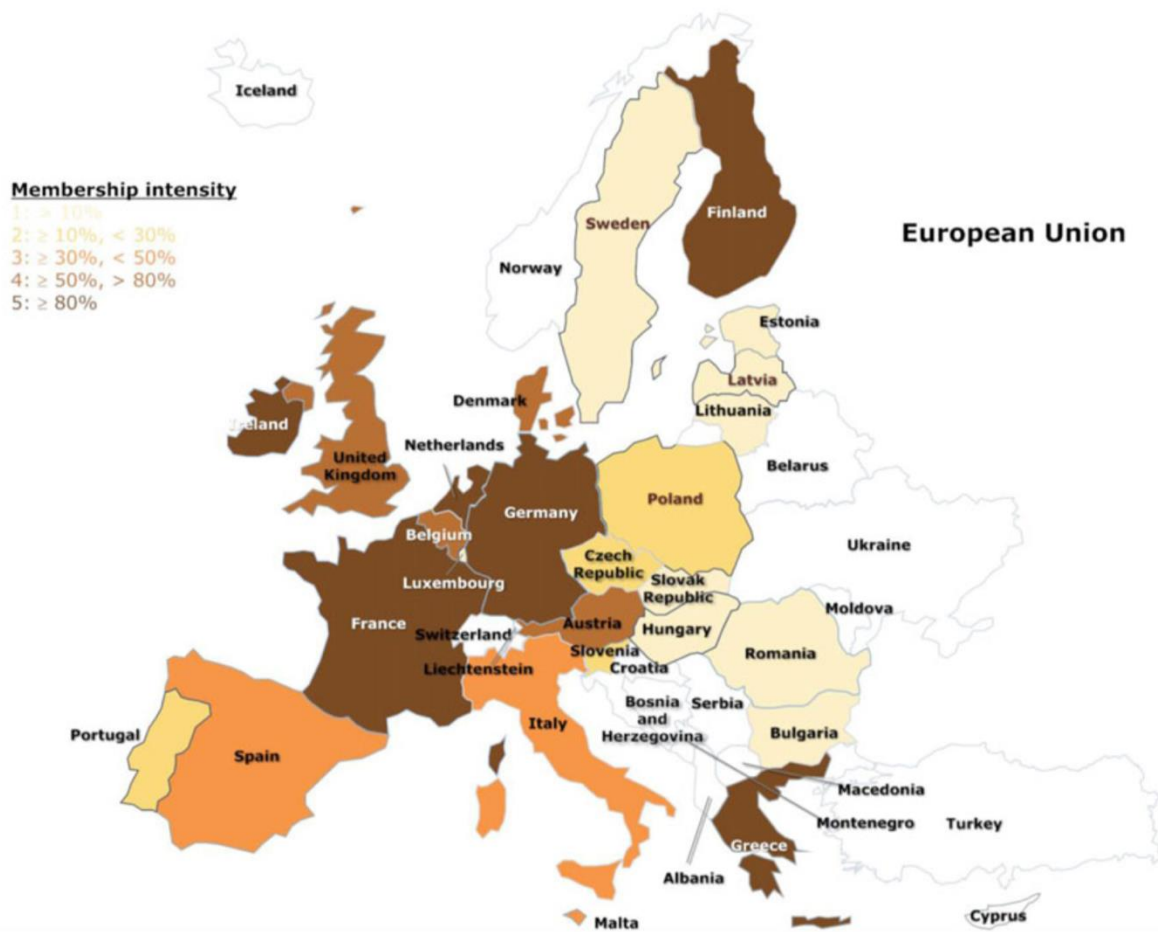 Iceland
Membership intensity
1: > 10%
2: ≥ 10%, < 30%
3: ≥ 30%, < 50%
4: ≥ 50%, > 80%
5: ≥ 80%
European Union
Finland
Sweden
Norway
Estonia
Latvia
Lithuania
Denmark
Ireland
Netherlands
United
Kingdom
Belarus
Poland
Germany
Belgium
Ukraine
Czech
Republic
Luxembourg
Slovak
Republic
Moldova
France
Austria
Switzerland
Hungary
Slovenia
Croatia
Liechtenstein
Romania
Bosnia
and
Herzegovina
Serbia
Italy
Portugal
Bulgaria
Spain
Macedonia
Montenegro
Turkey
Greece
Albania
Cyprus
Malta